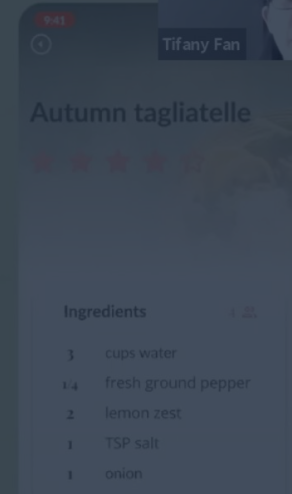 9:41
Tifany Fan
Autumn tagliatelle
Ingredients
3 cups water
1/4 fresh ground pepper
2 lemon zest
1 TSP salt
1 onion